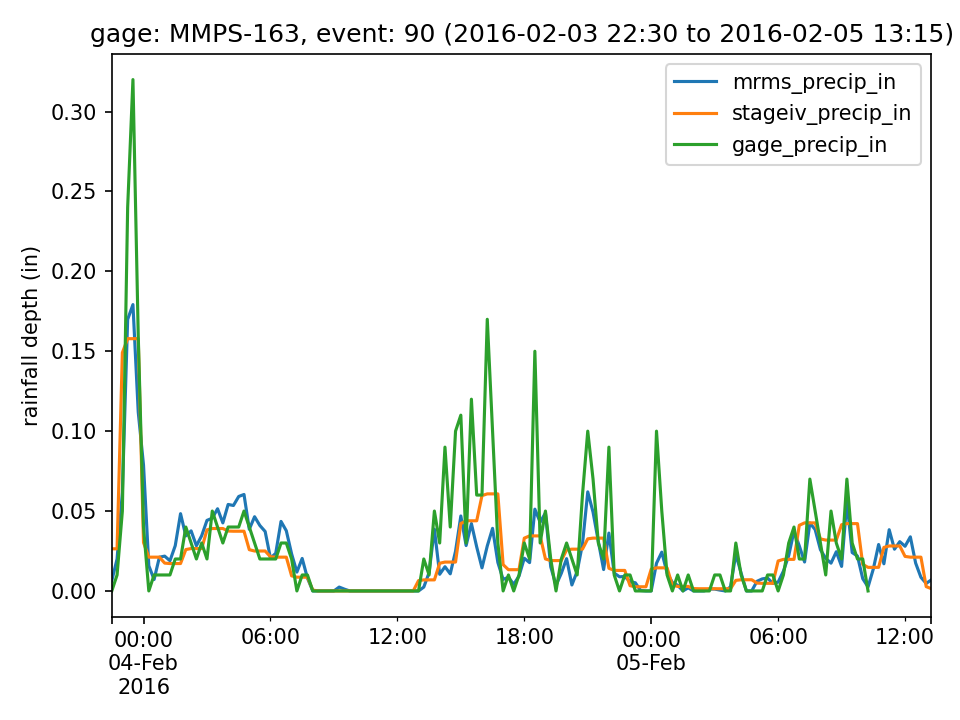 gage: MMPS-163, event: 90 (2016-02-03 22:30 to 2016-02-05 13:15)
mrms_precip_in
stageiv_precip_in
gage_precip_in
rainfall depth (in)
0.30
0.25
0.20
0.15
0.10
0.05
0.00
00:00 06:00 12:00 18:00 00:00 06:00 12:00
04-Feb 05-Feb
2016